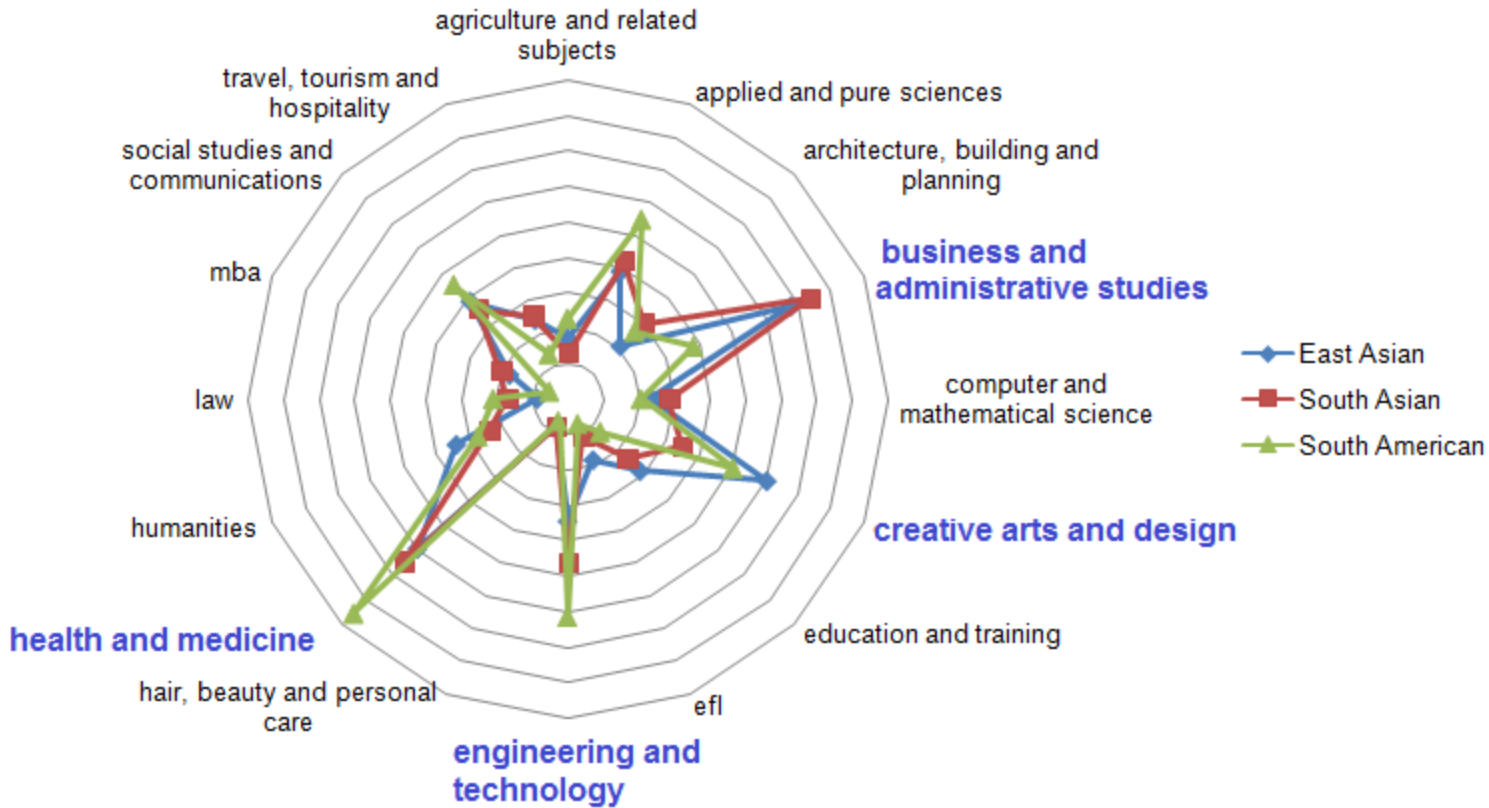 agriculture and related
subjects
applied and pure sciences
architecture, building and
planning
business and
administrative studies
computer and
mathematical science
creative arts and design
education and training
efl
engineering and
technology
hair, beauty and personal
care
health and medicine
humanities
law
mba
social studies and
communications
travel, tourism and
hospitality
East Asian
South Asian
South American